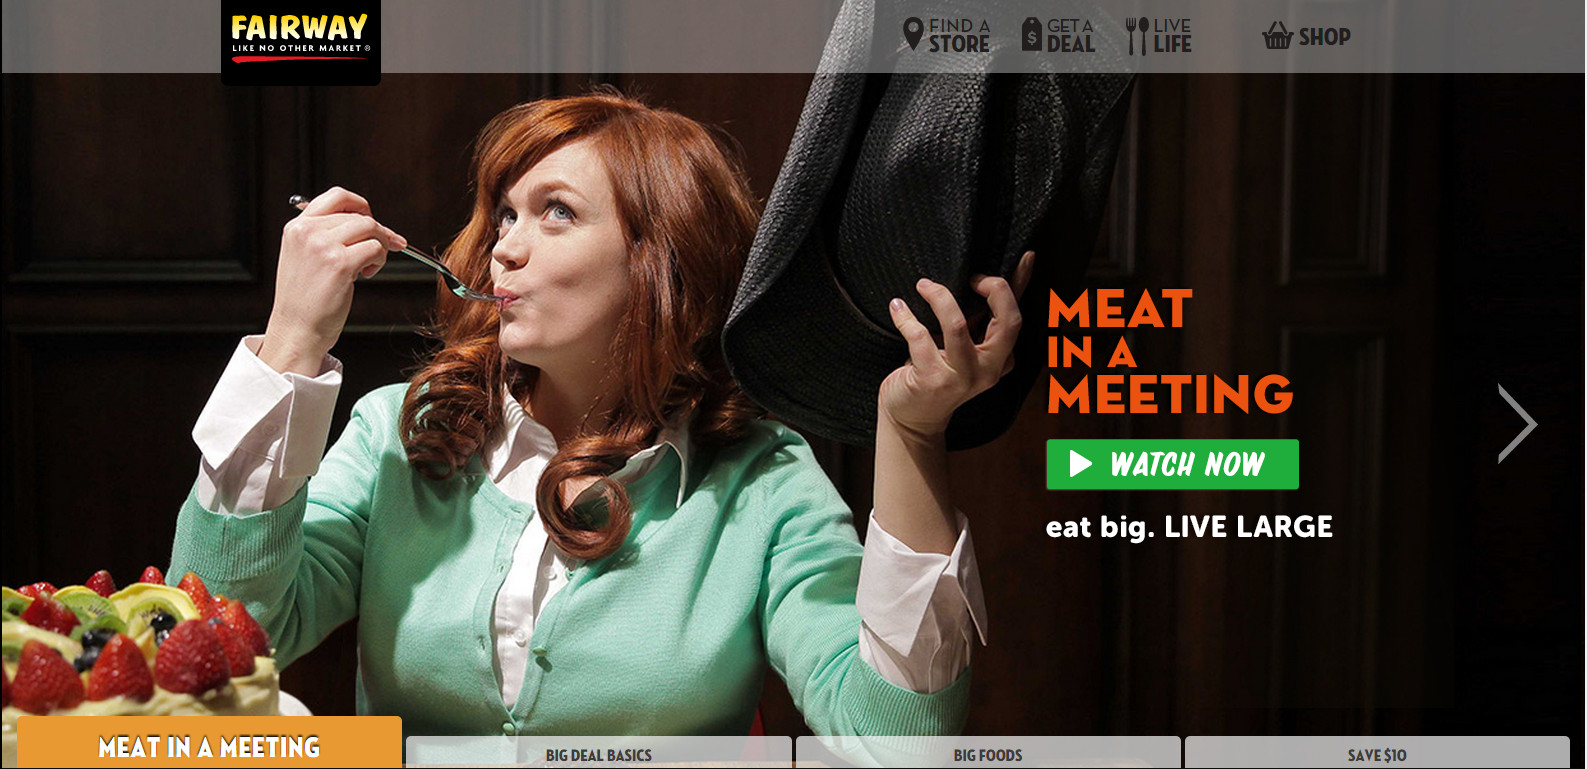 FAIRWAY
LIKE NO OTHER MARKET®
FIND A
STORE
$
GET A
DEAL
LIVE
LIFE
SHOP
MEAT
IN A
MEETING
WATCH NOW
eat big. LIVE LARGE
MEAT IN A MEETING
BIG DEAL BASICS
BIG FOODS
SAVE $10